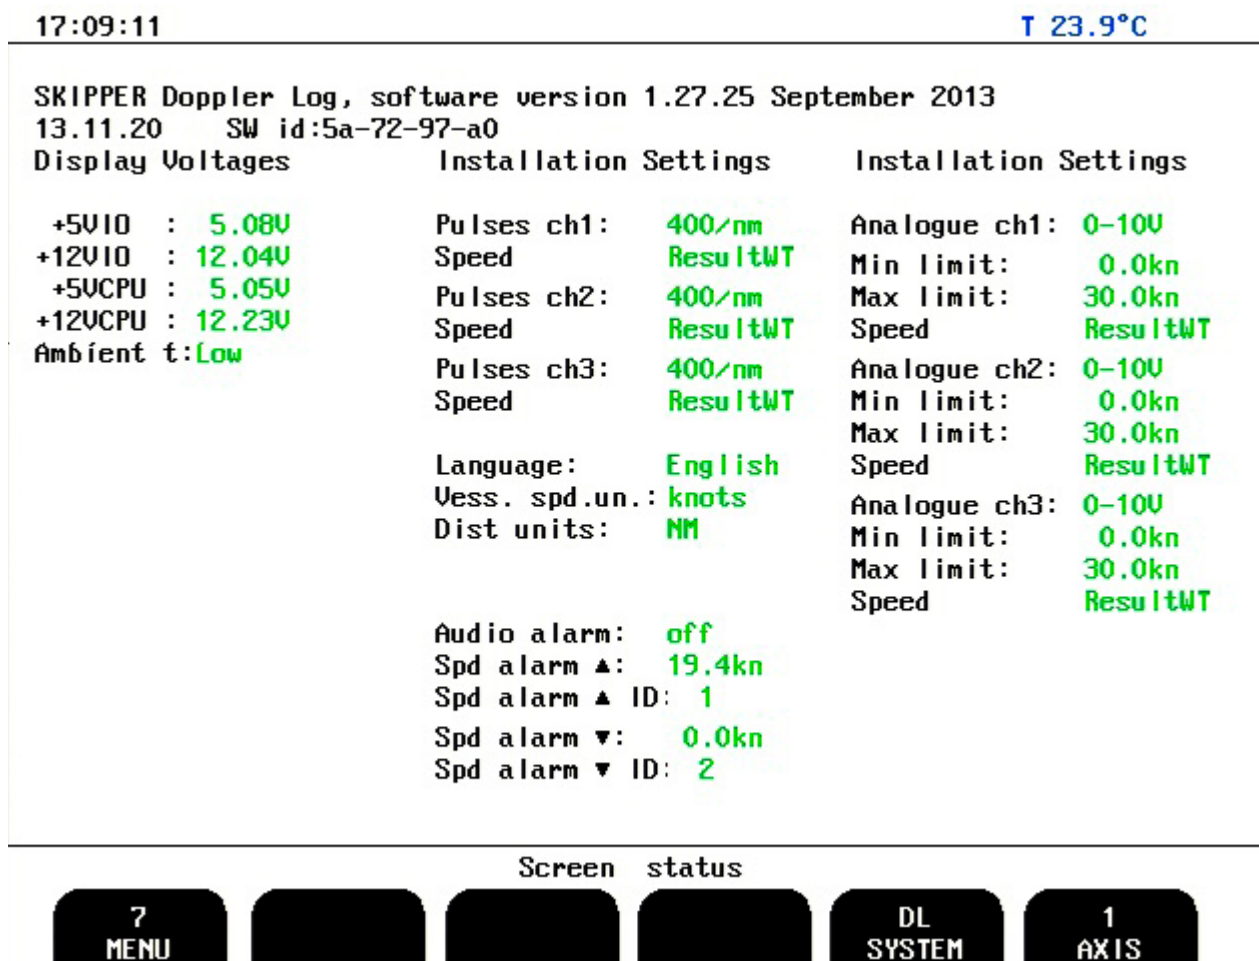 17:09:11 T 23.9°C
SKIPPER Doppler Log, software version 1.27.25 September 2013
13.11.20 SW id:5a-72-97-a0
Display Voltages
+5VIO : 5.08V
+12VIO : 12.04V
+5VCPU : 5.05V
+12VCPU : 12.23V
Ambient t:Low
Installation Settings
Pulses ch1: 400/nm
Speed ResultWT
Pulses ch2: 400/nm
Speed ResultWT
Pulses ch3: 400/nm
Speed ResultWT
Language: English
Vess. spd.un.: knots
Dist units: NM
Audio alarm: off
Spd alarm ▲: 19.4kn
Spd alarm ▲ ID: 1
Spd alarm ▼: 0.0kn
Spd alarm ▼ ID: 2
Installation Settings
Analogue ch1: 0-10V
Min limit: 0.0kn
Max limit: 30.0kn
Speed ResultWT
Analogue ch2: 0-10V
Min limit: 0.0kn
Max limit: 30.0kn
Speed ResultWT
Analogue ch3: 0-10V
Min limit: 0.0kn
Max limit: 30.0kn
Speed ResultWT
Screen status
7
MENU
DL
SYSTEM
1
AXIS